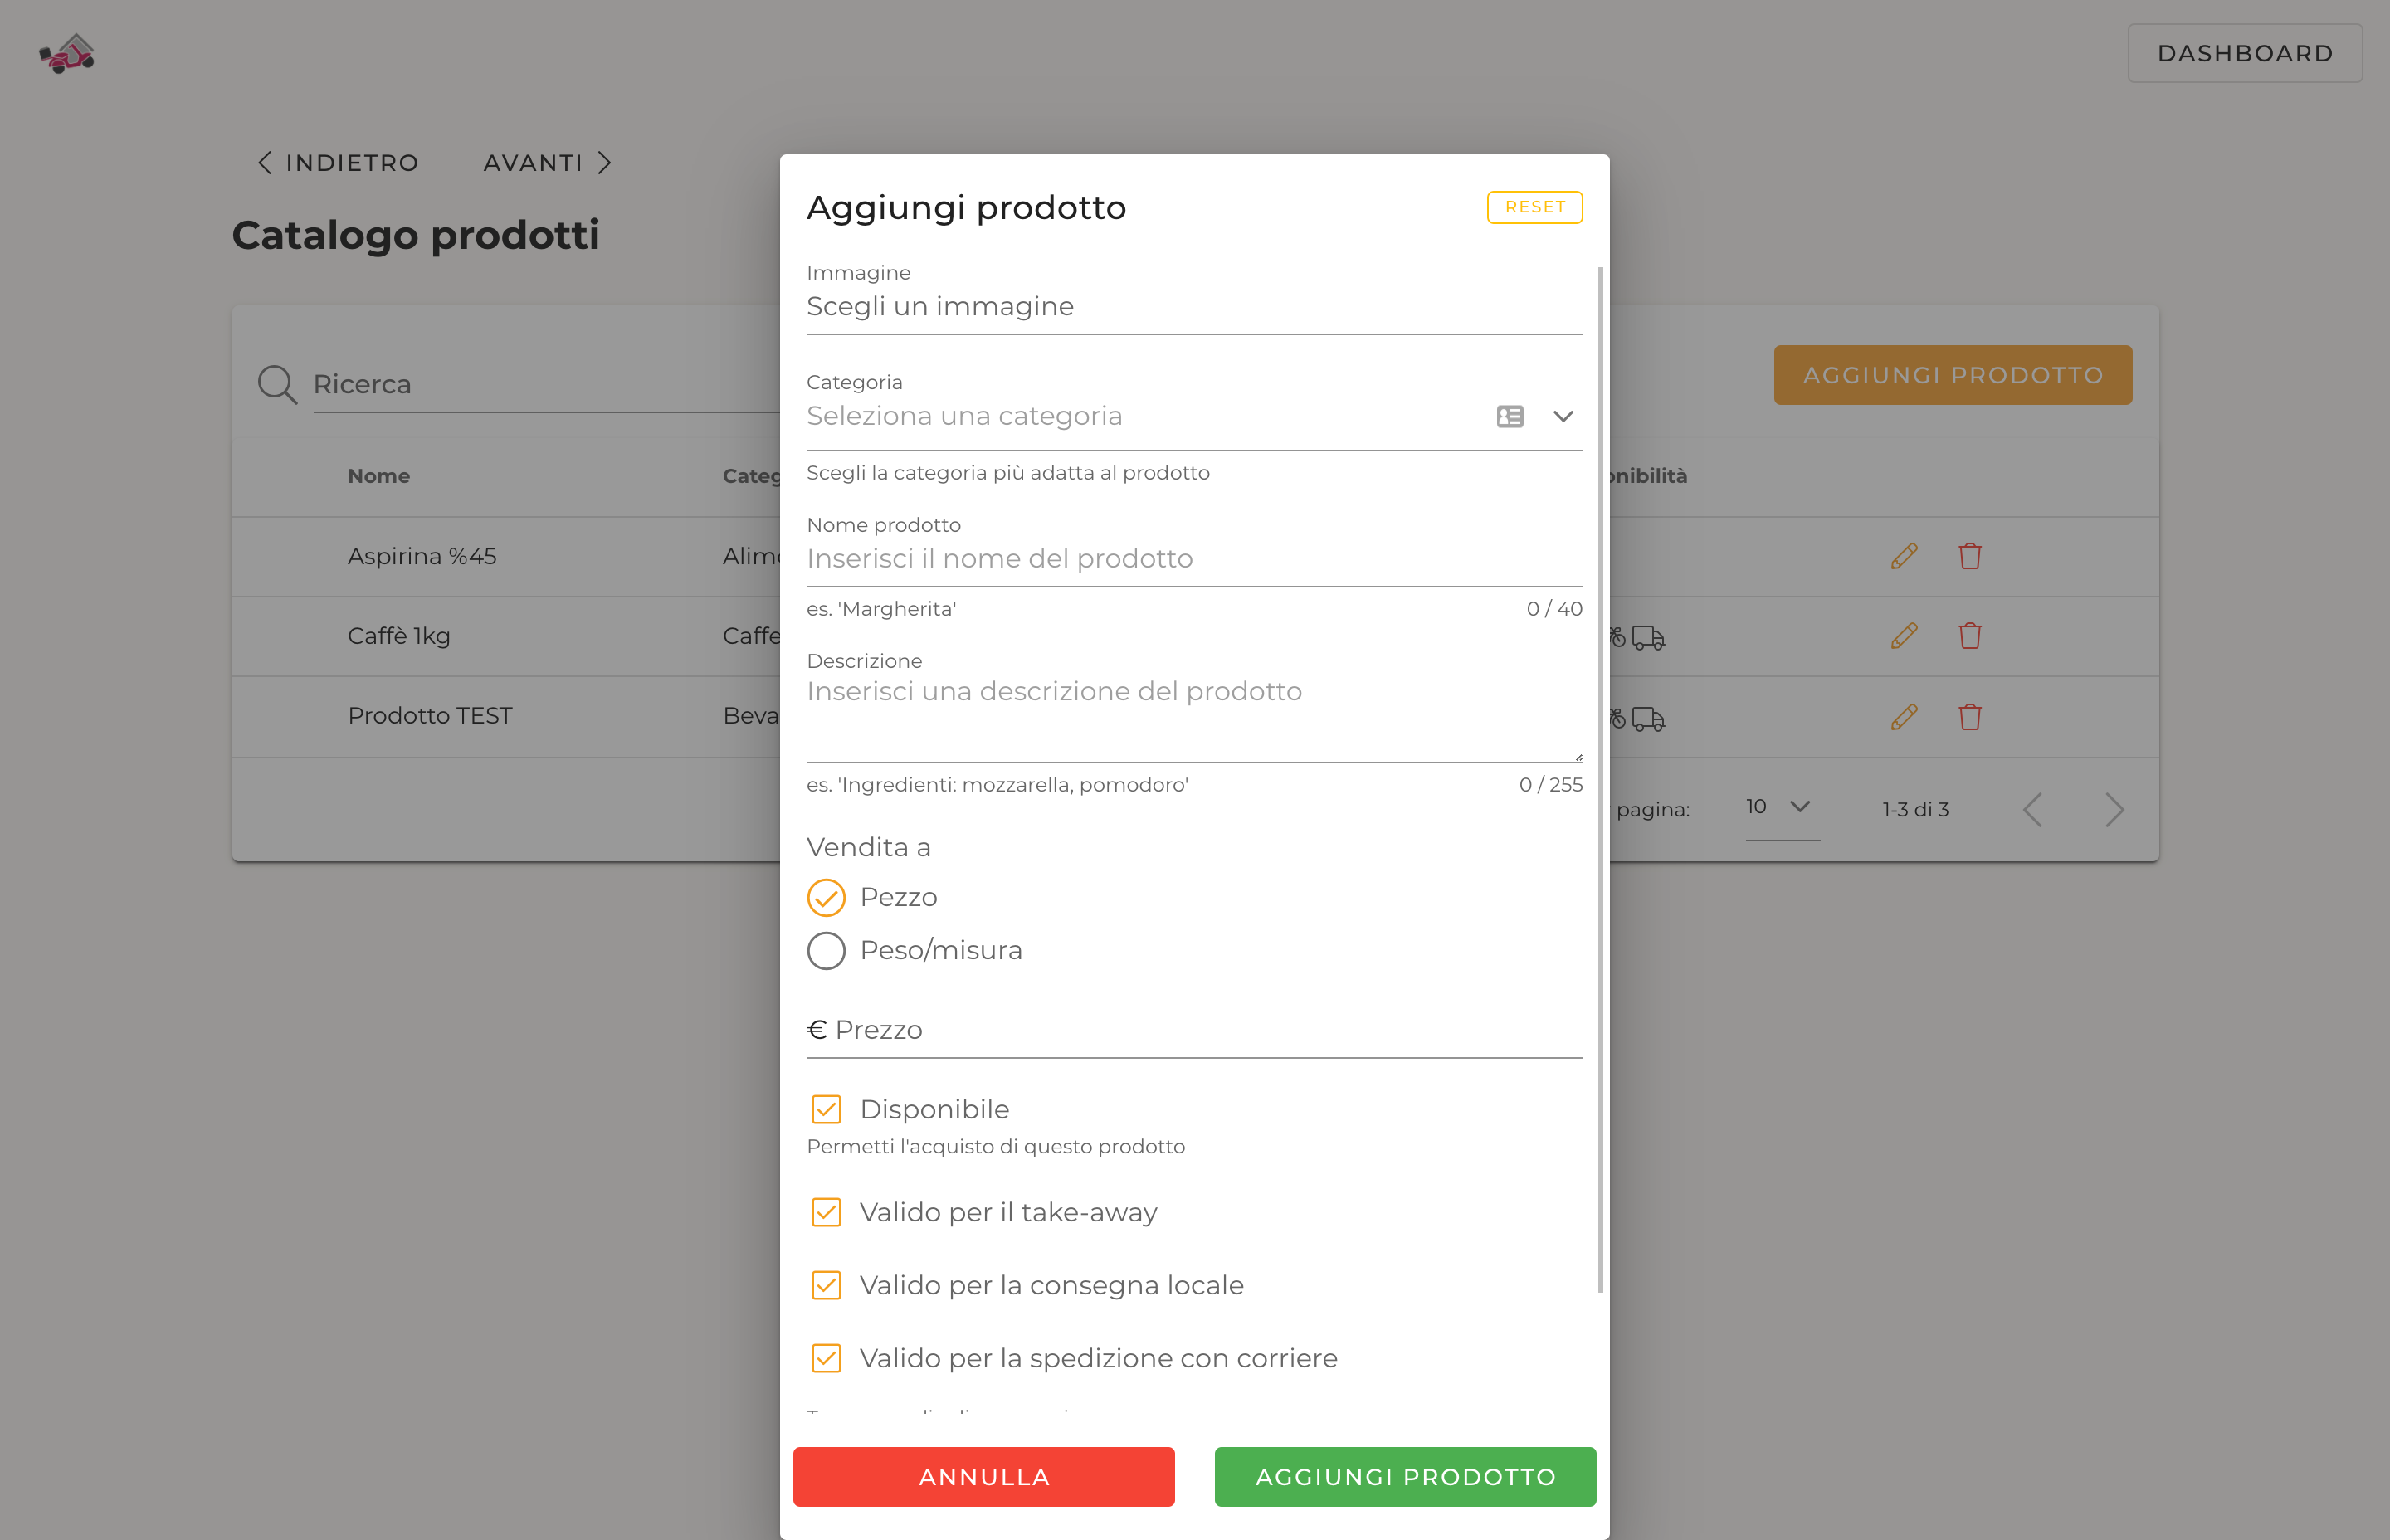 DASHBOARD
INDIETRO AVANTI
Catalogo prodotti
Ricerca
AGGIUNGI PRODOTTO
Nome Categ onibilità
Aspirina %45 Alime
Caffè 1kg Caffe
Prodotto TEST Beva
pagina: 10 1-3 di 3
Aggiungi prodotto RESET
Immagine
Scegli un immagine
Categoria
Seleziona una categoria
Scegli la categoria più adatta al prodotto
Nome prodotto
Inserisci il nome del prodotto
es. 'Margherita' 0 / 40
Descrizione
Inserisci una descrizione del prodotto
es. 'Ingredienti: mozzarella, pomodoro' 0 / 255
Vendita a
Pezzo
Peso/misura
€ Prezzo
Disponibile
Permetti l'acquisto di questo prodotto
Valido per il take-away
Valido per la consegna locale
Valido per la spedizione con corriere
ANNULLA AGGIUNGI PRODOTTO